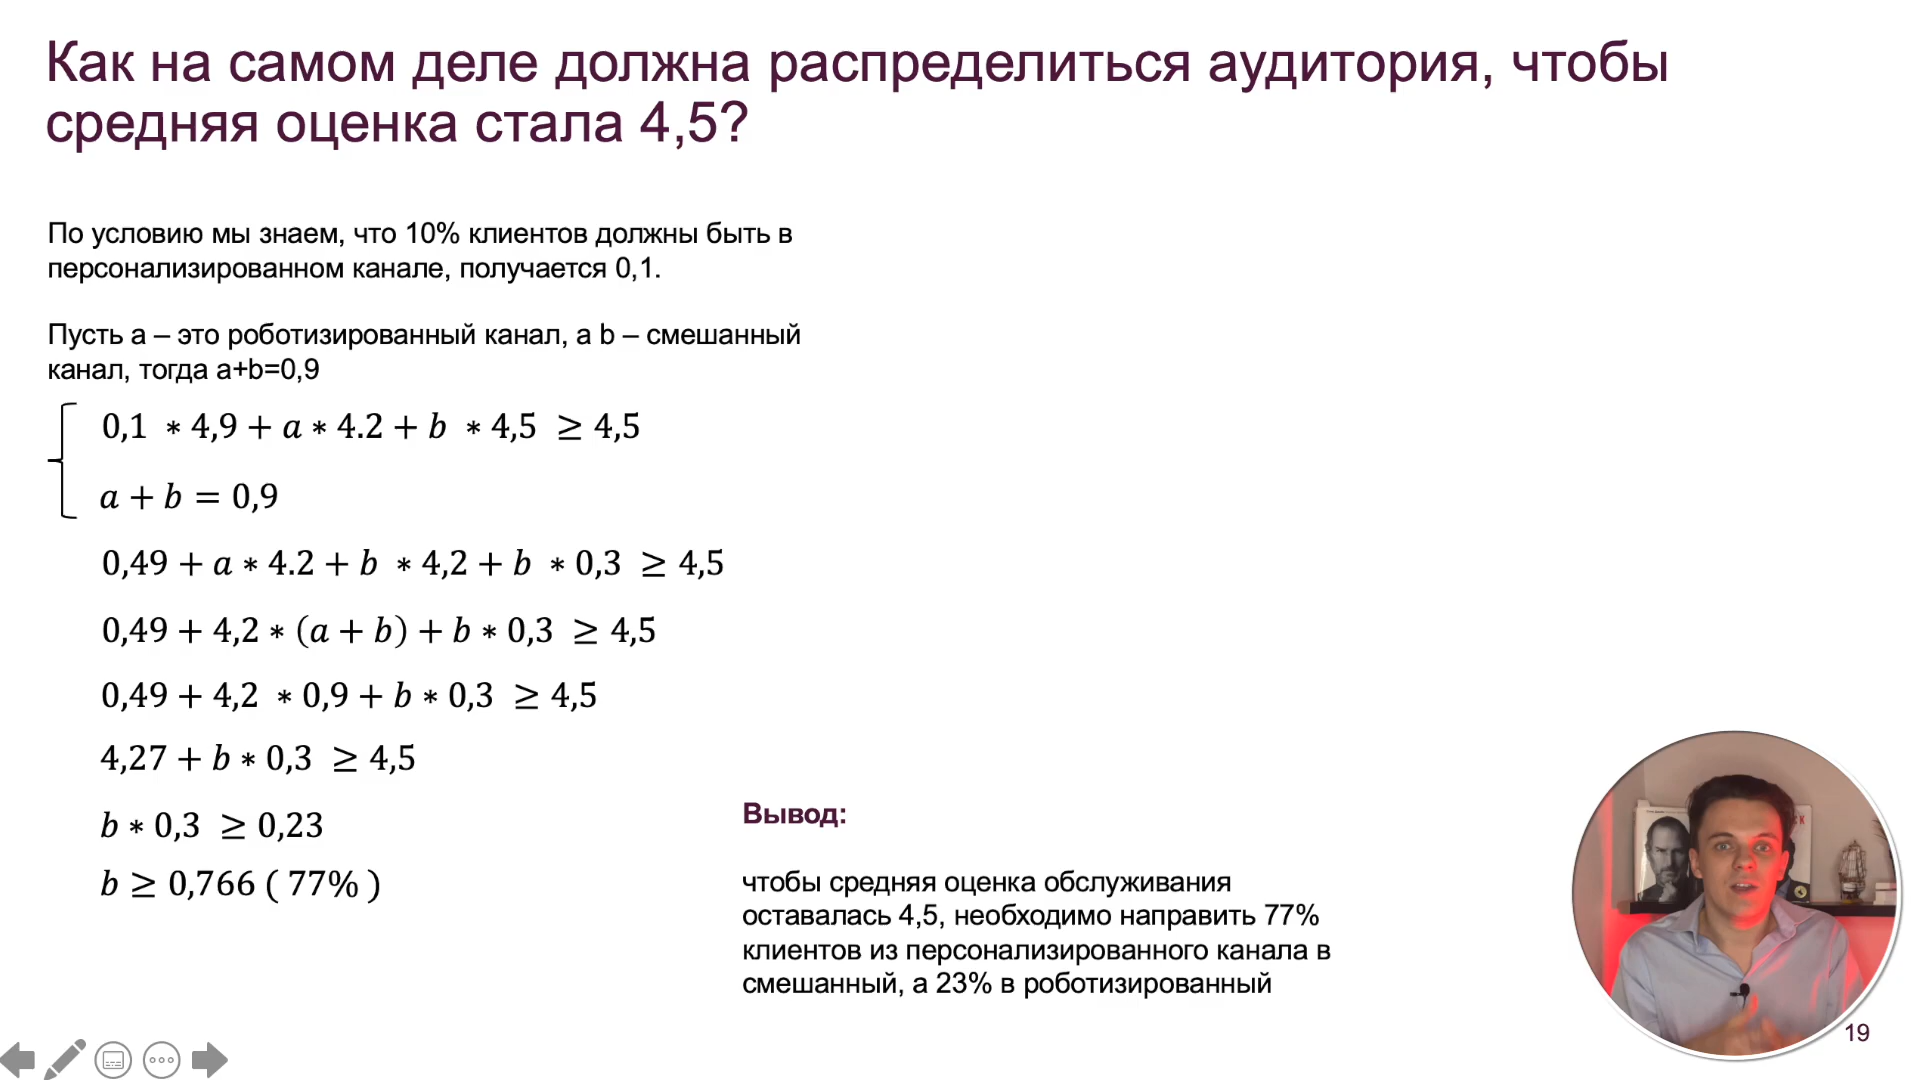 Как на самом деле должна распределиться аудитория, чтобы
средняя оценка стала 4,5?
По условию мы знаем, что 10% клиентов должны быть в
персонализированном канале, получается 0,1.
Пусть а – это роботизированный канал, а b – смешанный
канал, тогда a+b=0,9
0,1 ∗ 4,9 + a ∗ 4.2 + b ∗ 4,5 ≥ 4,5
a + b = 0,9
0,49 + a ∗ 4.2 + b ∗ 4,2 + b ∗ 0,3 ≥ 4,5
0,49 + 4,2 ∗ (a + b) + b ∗ 0,3 ≥ 4,5
0,49 + 4,2 ∗ 0,9 + b ∗ 0,3 ≥ 4,5
4,27 + b ∗ 0,3 ≥ 4,5
b ∗ 0,3 ≥ 0,23
b ≥ 0,766 ( 77% )
Вывод:
чтобы средняя оценка обслуживания
оставалась 4,5, необходимо направить 77%
клиентов из персонализированного канала в
смешанный, а 23% в роботизированный
19